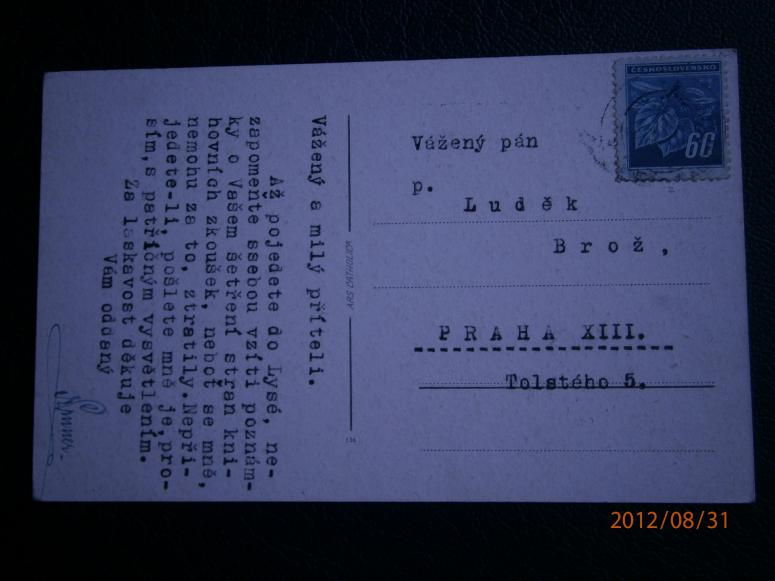 Vážený a milý příteli.
Až pojedete do Lysé, ne-
zapomeňte ssebou vzíti poznám-
ky o Vašem šetření stran kni-
hovních zkoušek, neboť se mně,
nemohu za to, ztratily. Nepři-
jedete-li, pošlete mně je, pro-
sím, s patřičným vysvětlením.
Za laskavost děkuje
Vám oddaný
ARS CATHOLICA
ČESKOSLOVENSKO
60
Vážený pán
p.
Luděk
Brož,
PRAHA XIII.
Tolstého 5.
2012/08/31